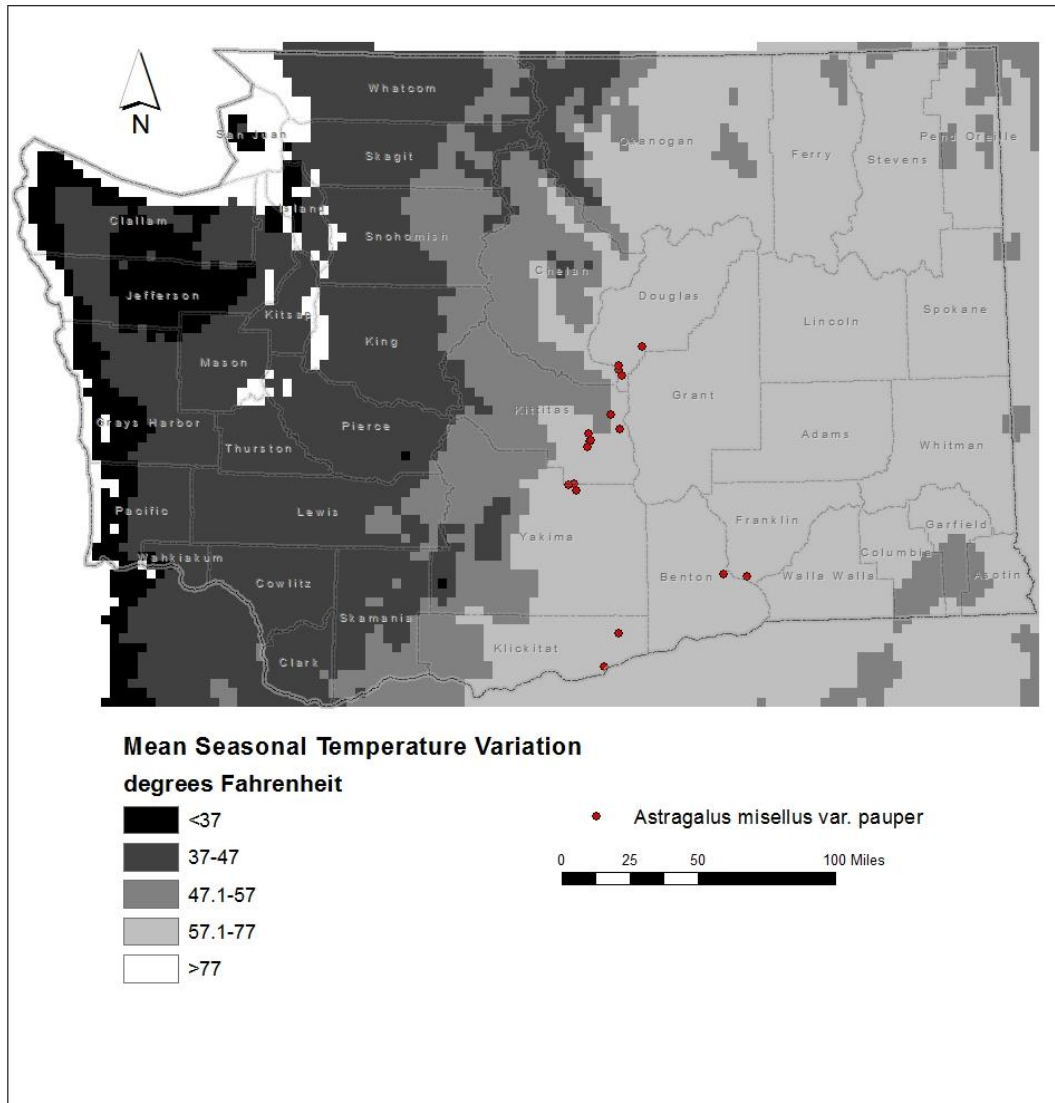 Whatcom
N
San Juan
Okanogan
Pend Oreille
Ferry
Stevens
Skagit
Island
Clallam
Snohomish
Chelan
Jefferson
Douglas
Kitsap
Lincoln
Spokane
King
Mason
Grant
Kittitas
Grays Harbor
Pierce
Adams
Whitman
Thurston
Pacific
Lewis
Franklin
Garfield
Yakima
Columbia
Wahkiakum
Benton
Walla Walla
Asotin
Cowlitz
Skamania
Klickitat
Clark
Mean Seasonal Temperature Variation
degrees Fahrenheit
<37
37-47
47.1-57
57.1-77
>77
Astragalus misellus var. pauper
0 25 50 100 Miles